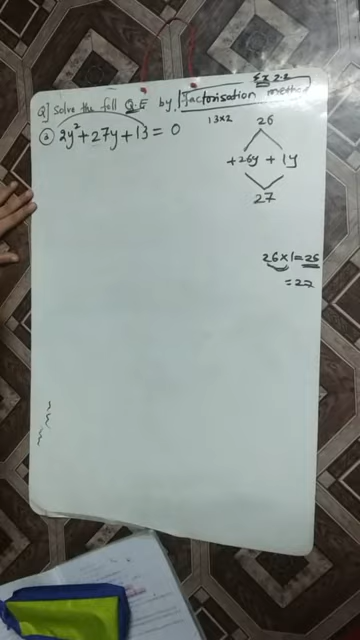 Ex 2.2
Q] Solve the foll Q.E by factorisation method
③ 2y² + 27y + 13 = 0
13×2
26
+26y + 1y
27
26×1=26
=27